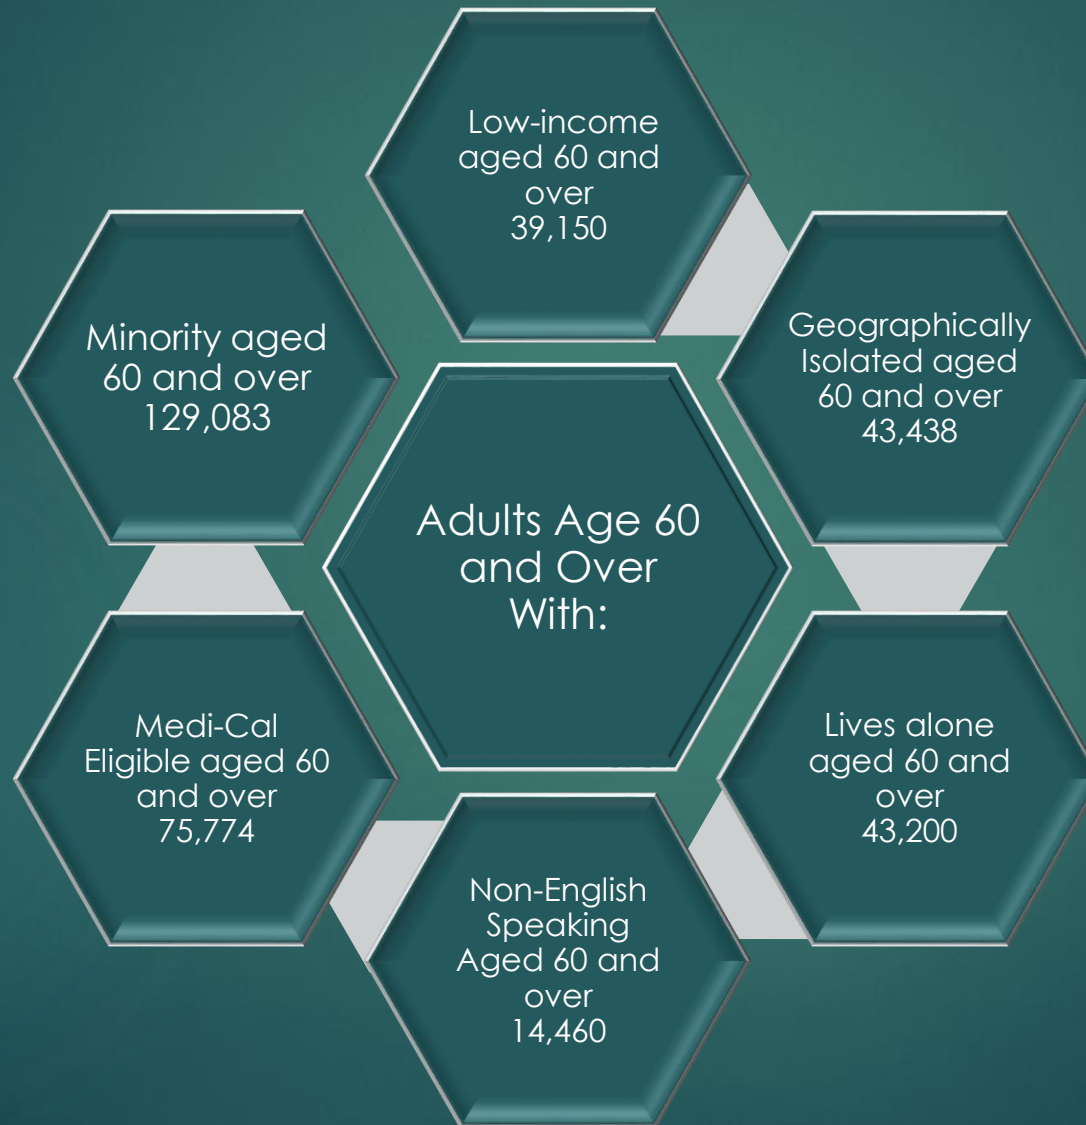 Low-income
aged 60 and
over
39,150
Geographically
Isolated aged
60 and over
43,438
Minority aged
60 and over
129,083
Adults Age 60
and Over
With:
Lives alone
aged 60 and
over
43,200
Medi-Cal
Eligible aged 60
and over
75,774
Non-English
Speaking
Aged 60 and
over
14,460